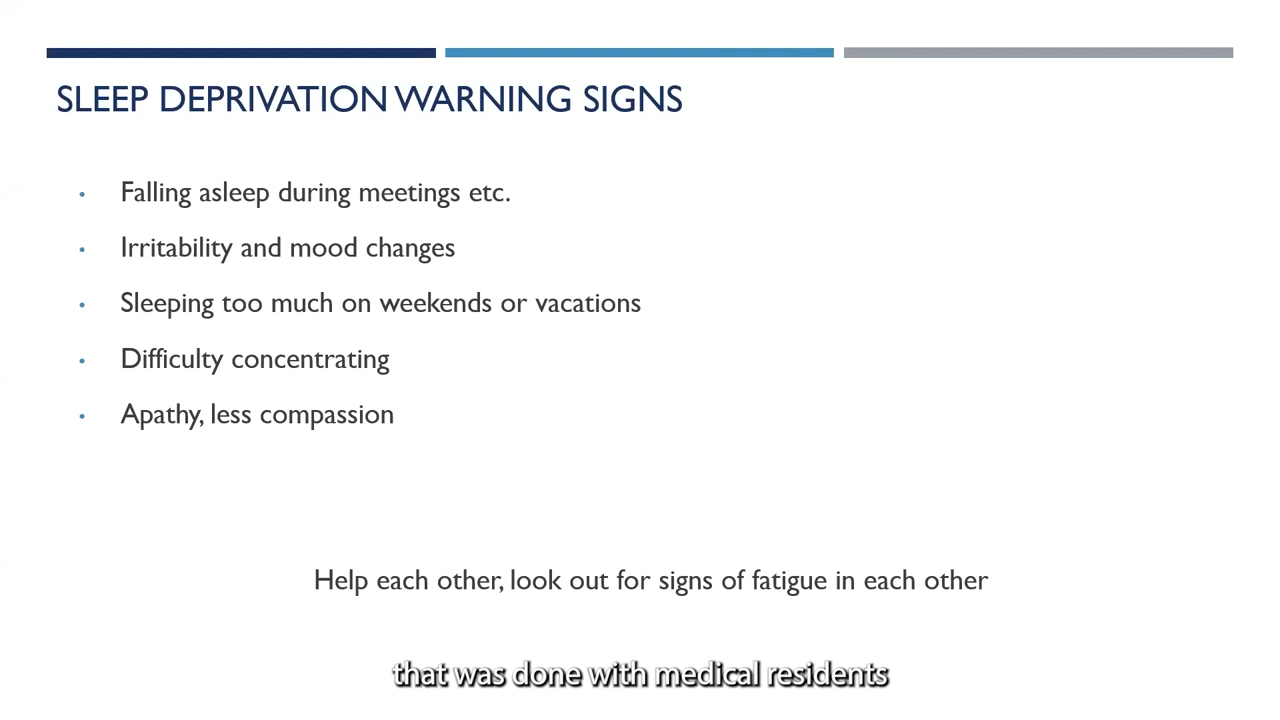 SLEEP DEPRIVATION WARNING SIGNS
• Falling asleep during meetings etc.
• Irritability and mood changes
• Sleeping too much on weekends or vacations
• Difficulty concentrating
• Apathy, less compassion
Help each other, look out for signs of fatigue in each other
that was done with medical residents